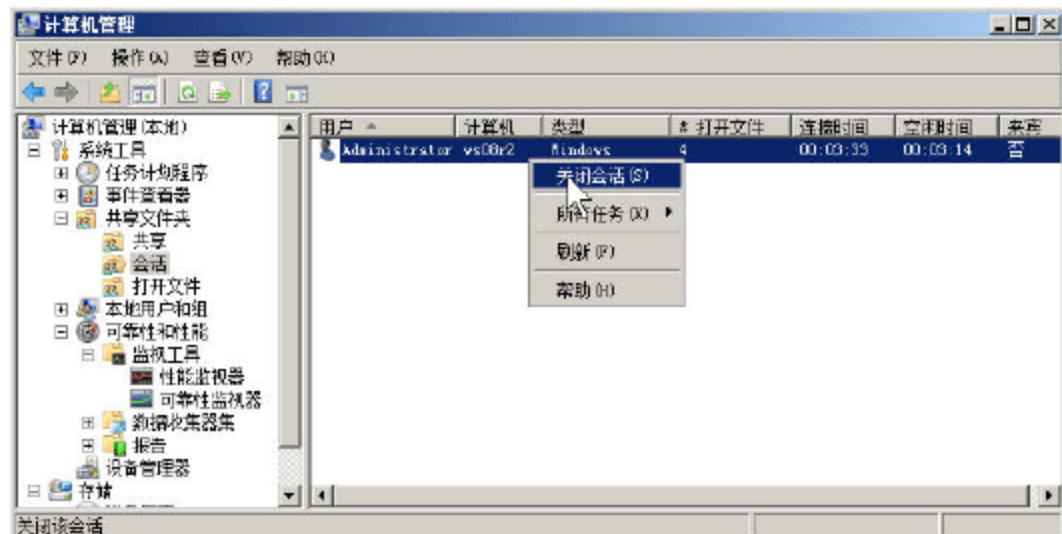 计算机管理
文件(F) 操作(A) 查看(V) 帮助(H)
计算机管理(本地)
系统工具
任务计划程序
事件查看器
共享文件夹
共享
会话
打开文件
本地用户和组
可靠性和性能
监视工具
性能监视器
可靠性监视器
数据收集器集
报告
设备管理器
存储
用户 计算机 类型 # 打开文件 连接时间 空闲时间 来宾
Administrator ws08r2 Windows 4 00:03:33 00:03:14 否
关闭会话(S)
所有任务(K)
刷新(F)
帮助(H)
关闭该会话